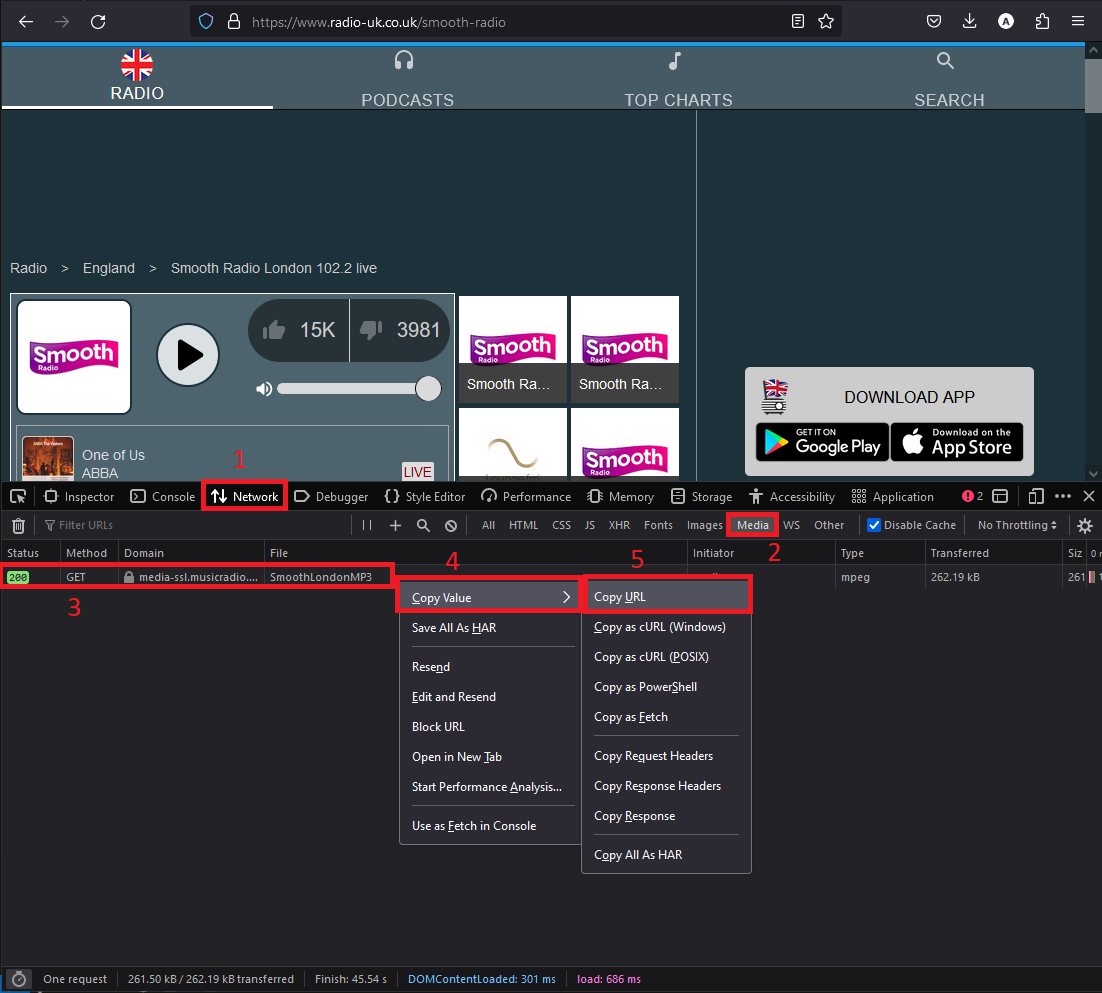 https://www.radio-uk.co.uk/smooth-radio
A
RADIO
PODCASTS
TOP CHARTS
SEARCH
Radio > England > Smooth Radio London 102.2 live
Smooth
Radio
15K
3981
Smooth
Radio
Smooth Ra...
Smooth
Radio
Smooth Ra...
Smooth
DOWNLOAD APP
GET IT ON
Google Play
Download on the
App Store
One of Us
ABBA
LIVE
1
Inspector
Console
Network
Debugger
Style Editor
Performance
Memory
Storage
Accessibility
Application
2
Filter URLs
All
HTML
CSS
JS
XHR
Fonts
Images
Media
WS
Other
Disable Cache
No Throttling
2
Status
Method
Domain
File
Initiator
Type
Transferred
Siz
200
GET
media-ssl.musicradio....
SmoothLondonMP3
mpeg
262.19 kB
261
3
4
5
Copy Value
Save All As HAR
Resend
Edit and Resend
Block URL
Open in New Tab
Start Performance Analysis...
Use as Fetch in Console
Copy URL
Copy as cURL (Windows)
Copy as cURL (POSIX)
Copy as PowerShell
Copy as Fetch
Copy Request Headers
Copy Response Headers
Copy Response
Copy All As HAR
One request
261.50 kB / 262.19 kB transferred
Finish: 45.54 s
DOMContentLoaded: 301 ms
load: 686 ms